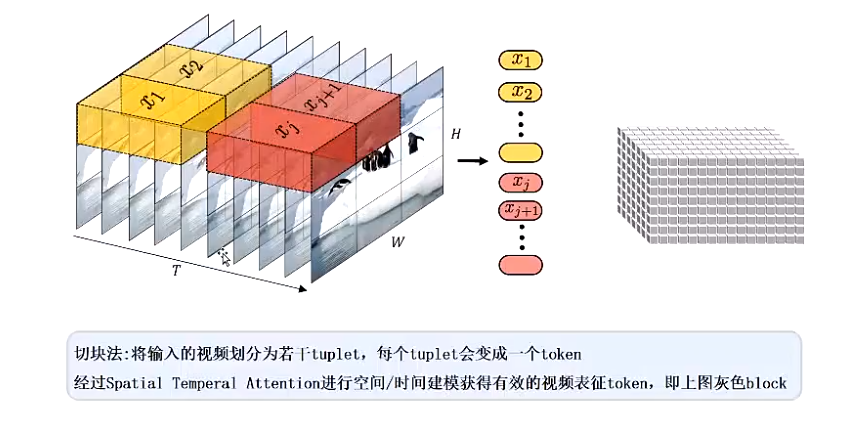 x₂
x₁
x_{j+1}
x_j
H
W
T
x₁
x₂
x_j
x_{j+1}
切块法:将输入的视频划分为若干tuplet，每个tuplet会变成一个token
经过Spatial Temperal Attention进行空间/时间建模获得有效的视频表征token，即上图灰色block